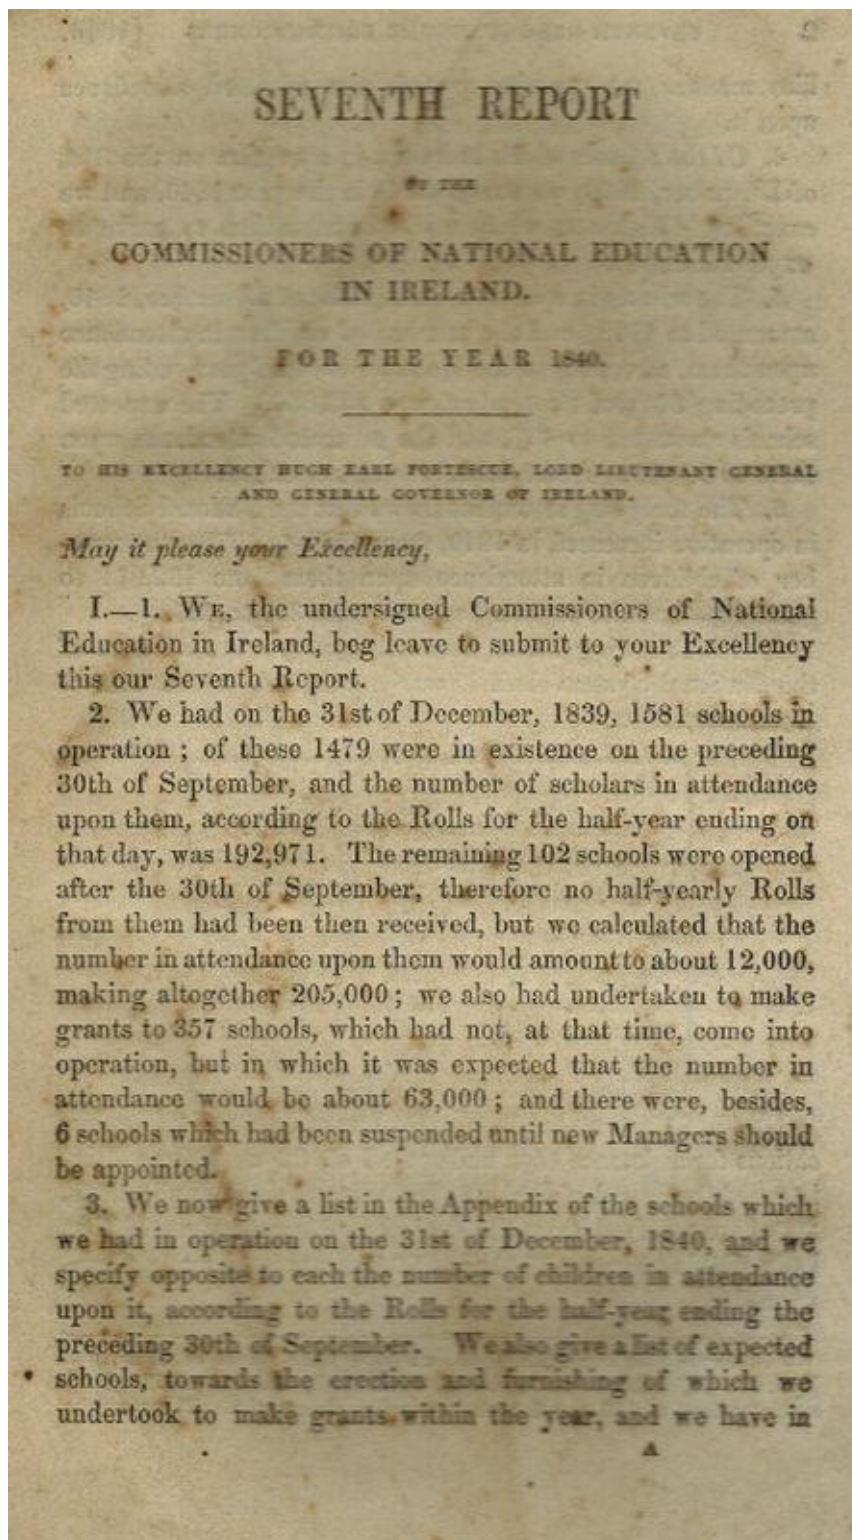 SEVENTH REPORT
BY THE
COMMISSIONERS OF NATIONAL EDUCATION
IN IRELAND.
FOR THE YEAR 1840.
TO HIS EXCELLENCY HUGH EARL FORTESCUE, LORD LIEUTENANT GENERAL
AND GENERAL GOVERNOR OF IRELAND.
May it please your Excellency,
I.—1. WE, the undersigned Commissioners of National
Education in Ireland, beg leave to submit to your Excellency
this our Seventh Report.
2. We had on the 31st of December, 1839, 1581 schools in
operation ; of these 1479 were in existence on the preceding
30th of September, and the number of scholars in attendance
upon them, according to the Rolls for the half-year ending on
that day, was 192,971. The remaining 102 schools were opened
after the 30th of September, therefore no half-yearly Rolls
from them had been then received, but we calculated that the
number in attendance upon them would amount to about 12,000,
making altogether 205,000 ; we also had undertaken to make
grants to 357 schools, which had not, at that time, come into
operation, but in which it was expected that the number in
attendance would be about 63,000 ; and there were, besides,
6 schools which had been suspended until new Managers should
be appointed.
3. We now give a list in the Appendix of the schools which
we had in operation on the 31st of December, 1840, and we
specify opposite to each the number of children in attendance
upon it, according to the Rolls for the half-year ending the
preceding 30th of September. We also give a list of expected
schools, towards the erection and furnishing of which we
undertook to make grants within the year, and we have in
A